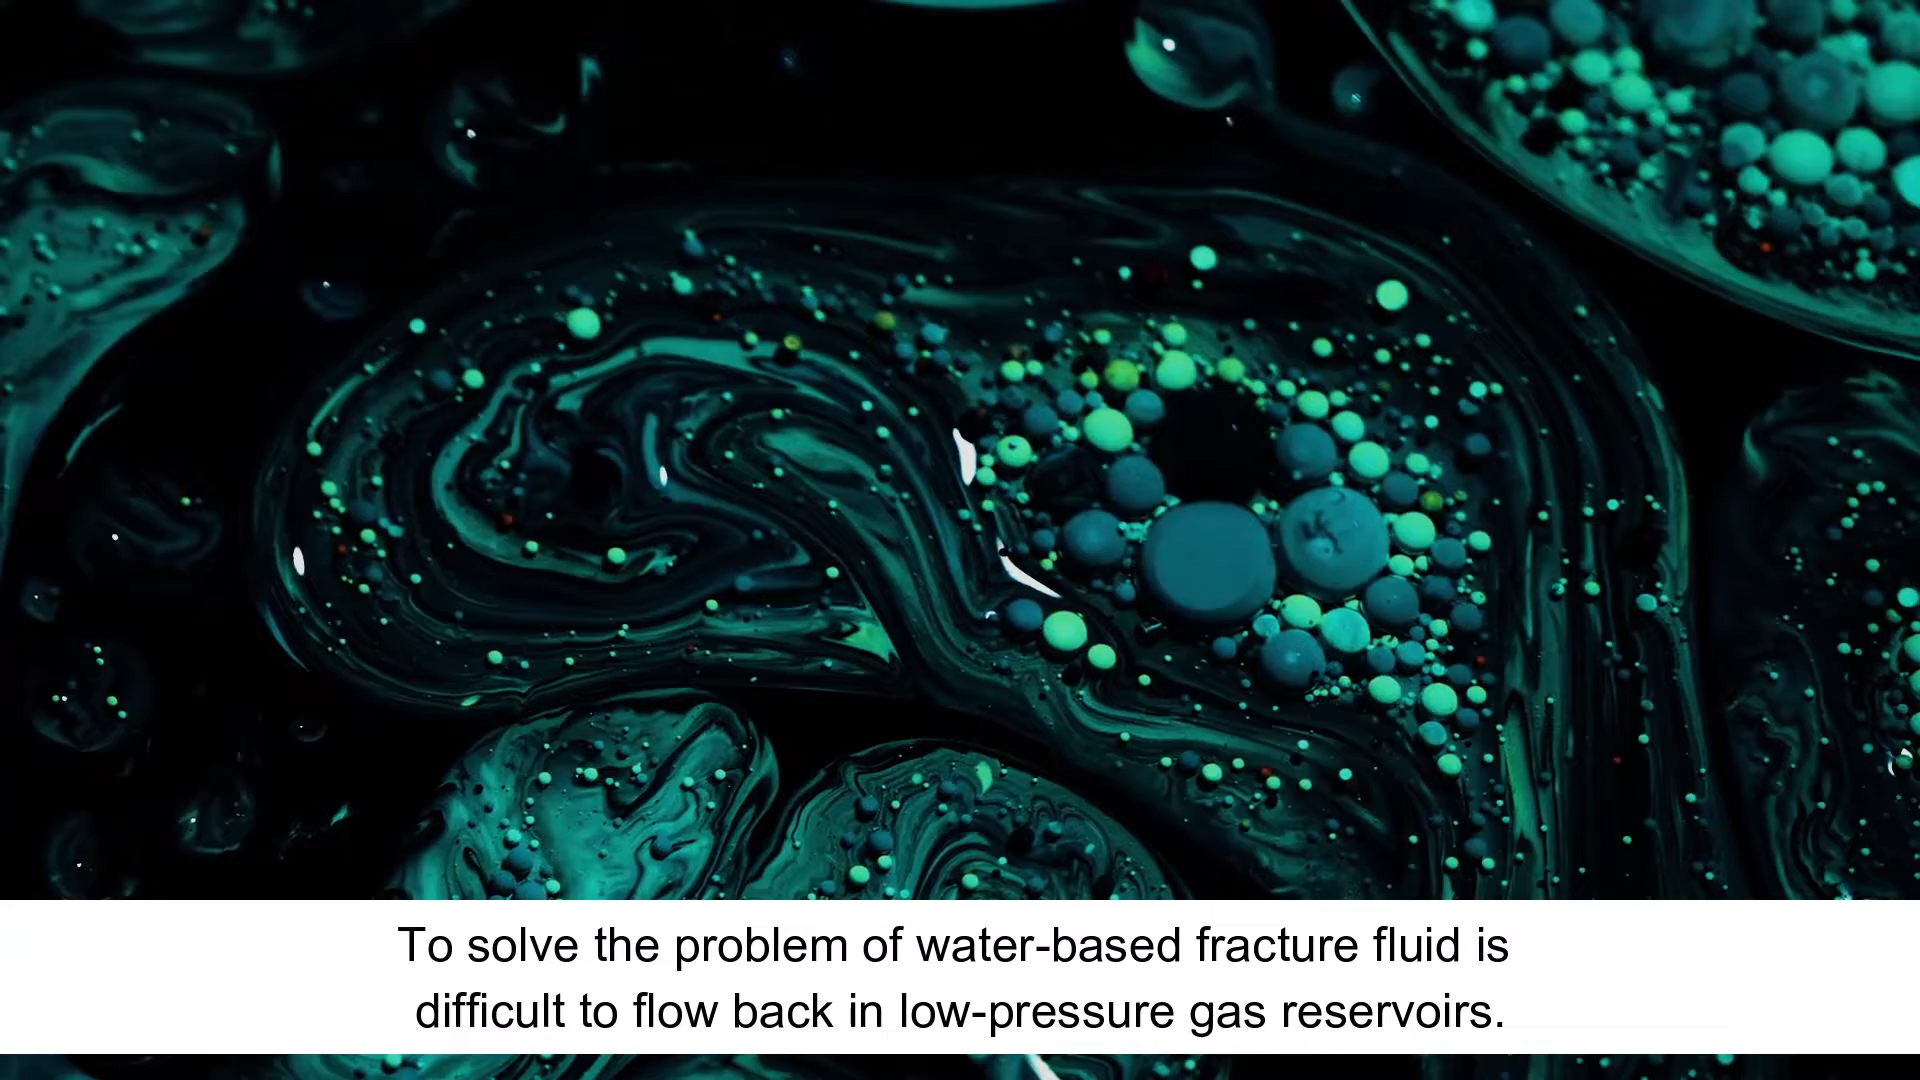 To solve the problem of water-based fracture fluid is
difficult to flow back in low-pressure gas reservoirs.